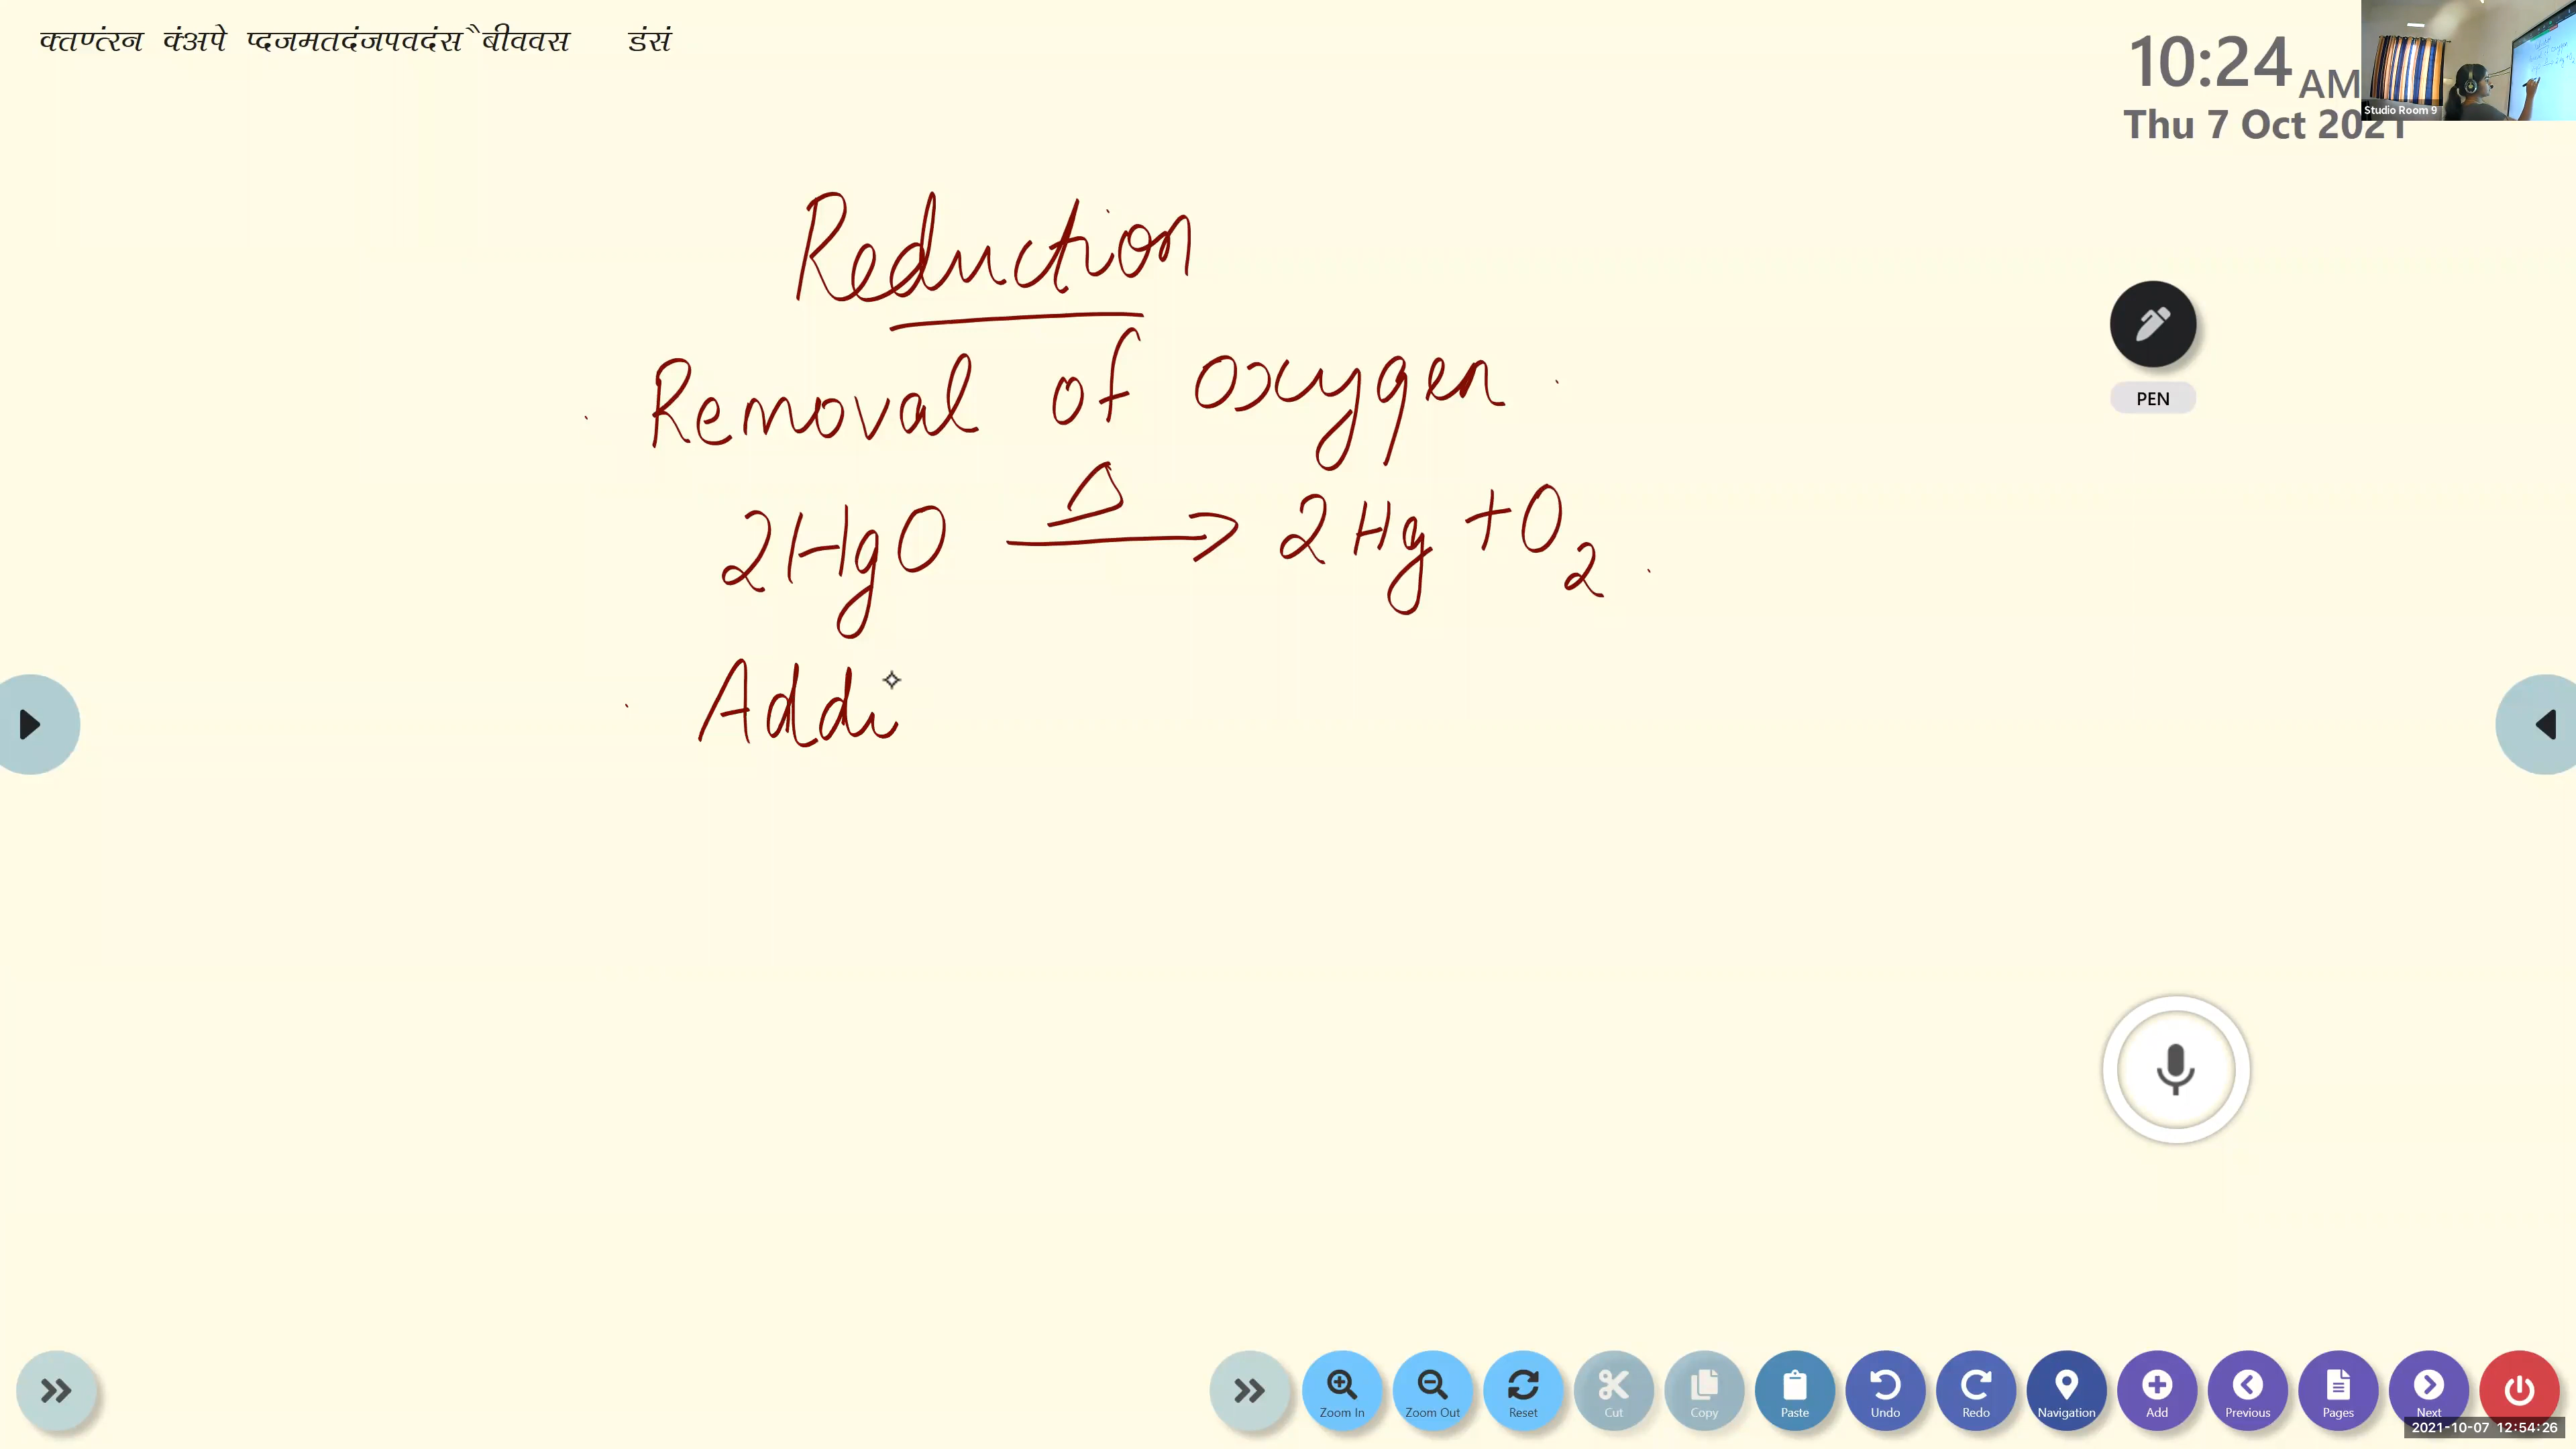 क्तण्टंरन कंअपे प्दजमतदंजपवदंस ैबीववस डंसं
10:24 AM
Thu 7 Oct 2021
Studio Room 9
Reduction
Removal of oxygen.
PEN
2HgO Δ→ 2Hg + O2.
Addi
Zoom In Zoom Out Reset Cut Copy Paste Undo Redo Navigation Add Previous Pages Next
2021-10-07 12:54:26